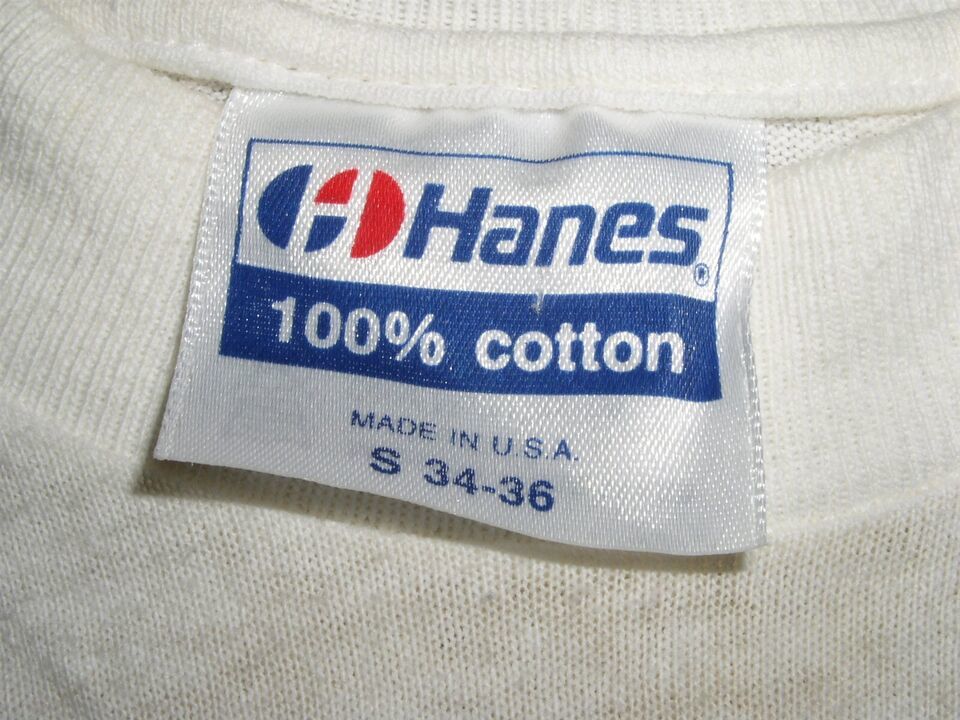 Hanes®
100% cotton
MADE IN U.S.A.
S 34-36